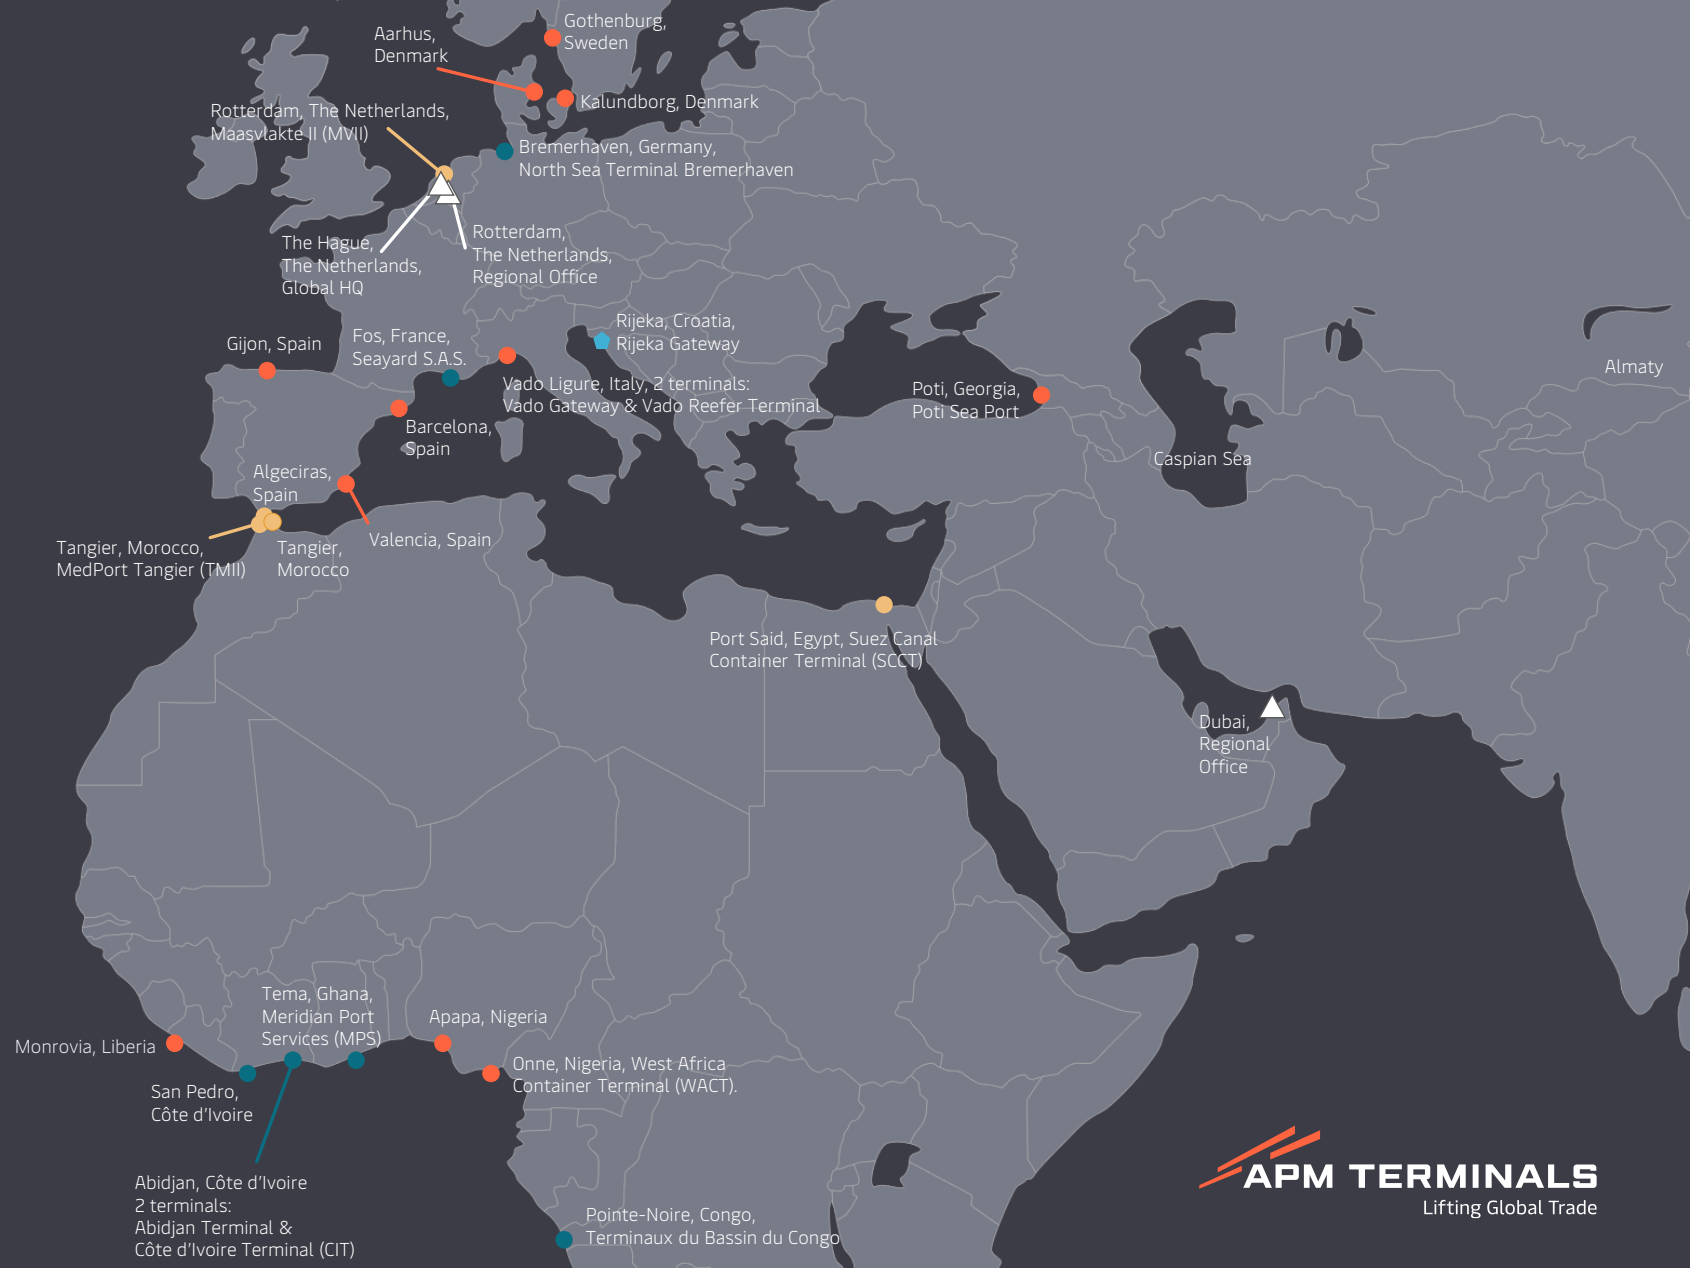 Gothenburg,
Sweden
Aarhus,
Denmark
Kalundborg, Denmark
Rotterdam, The Netherlands,
Maasvlakte II (MVII)
Bremerhaven, Germany,
North Sea Terminal Bremerhaven
The Hague,
The Netherlands,
Global HQ
Rotterdam,
The Netherlands,
Regional Office
Rijeka, Croatia,
Rijeka Gateway
Gijon, Spain
Fos, France,
Seayard S.A.S.
Vado Ligure, Italy, 2 terminals:
Vado Gateway & Vado Reefer Terminal
Poti, Georgia,
Poti Sea Port
Almaty
Barcelona,
Spain
Caspian Sea
Algeciras,
Spain
Valencia, Spain
Tangier, Morocco,
MedPort Tangier (TMII)
Tangier,
Morocco
Port Said, Egypt, Suez Canal
Container Terminal (SCCT)
Dubai,
Regional
Office
Tema, Ghana,
Meridian Port
Services (MPS)
Apapa, Nigeria
Monrovia, Liberia
Onne, Nigeria, West Africa
Container Terminal (WACT).
San Pedro,
Côte d'Ivoire
Abidjan, Côte d'Ivoire
2 terminals:
Abidjan Terminal &
Côte d'Ivoire Terminal (CIT)
Pointe-Noire, Congo,
Terminaux du Bassin du Congo
APM TERMINALS
Lifting Global Trade